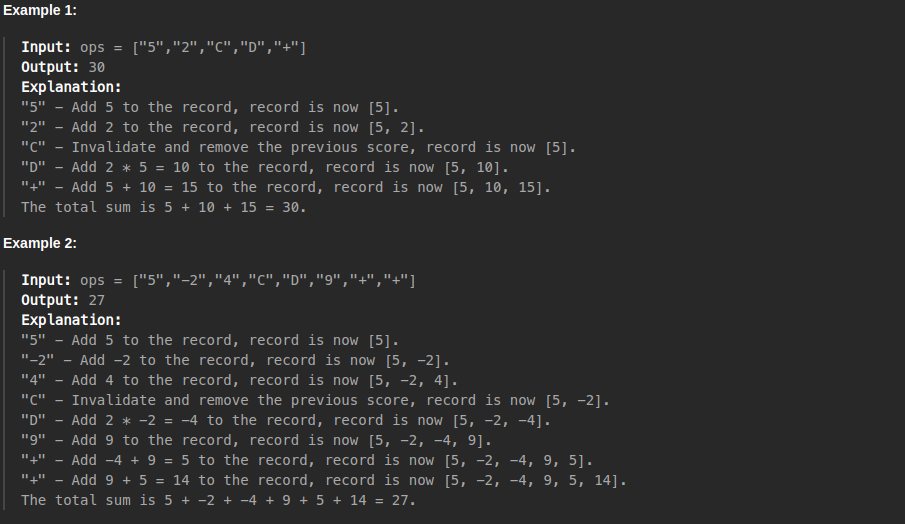 Example 1:
Input: ops = ["5","2","C","D","+"]
Output: 30
Explanation:
"5" - Add 5 to the record, record is now [5].
"2" - Add 2 to the record, record is now [5, 2].
"C" - Invalidate and remove the previous score, record is now [5].
"D" - Add 2 * 5 = 10 to the record, record is now [5, 10].
"+" - Add 5 + 10 = 15 to the record, record is now [5, 10, 15].
The total sum is 5 + 10 + 15 = 30.
Example 2:
Input: ops = ["5","-2","4","C","D","9","+","+"]
Output: 27
Explanation:
"5" - Add 5 to the record, record is now [5].
"-2" - Add -2 to the record, record is now [5, -2].
"4" - Add 4 to the record, record is now [5, -2, 4].
"C" - Invalidate and remove the previous score, record is now [5, -2].
"D" - Add 2 * -2 = -4 to the record, record is now [5, -2, -4].
"9" - Add 9 to the record, record is now [5, -2, -4, 9].
"+" - Add -4 + 9 = 5 to the record, record is now [5, -2, -4, 9, 5].
"+" - Add 9 + 5 = 14 to the record, record is now [5, -2, -4, 9, 5, 14].
The total sum is 5 + -2 + -4 + 9 + 5 + 14 = 27.